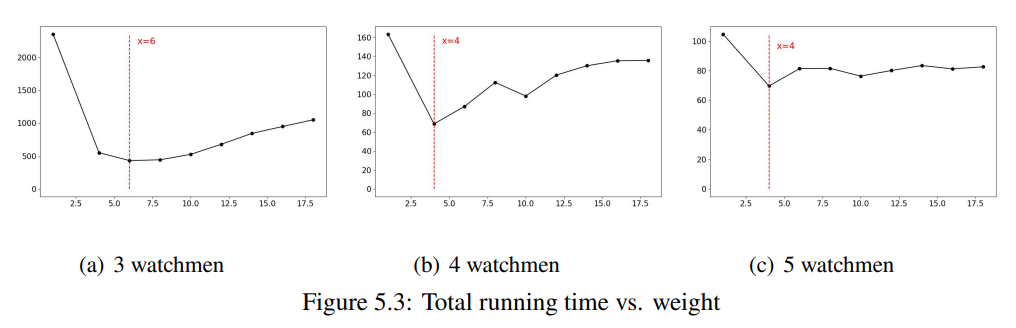 x=6
2000
1500
1000
500
0
2.5 5.0 7.5 10.0 12.5 15.0 17.5
x=4
160
140
120
100
80
60
40
20
0
2.5 5.0 7.5 10.0 12.5 15.0 17.5
x=4
100
80
60
40
20
0
2.5 5.0 7.5 10.0 12.5 15.0 17.5
(a) 3 watchmen
(b) 4 watchmen
(c) 5 watchmen
Figure 5.3: Total running time vs. weight